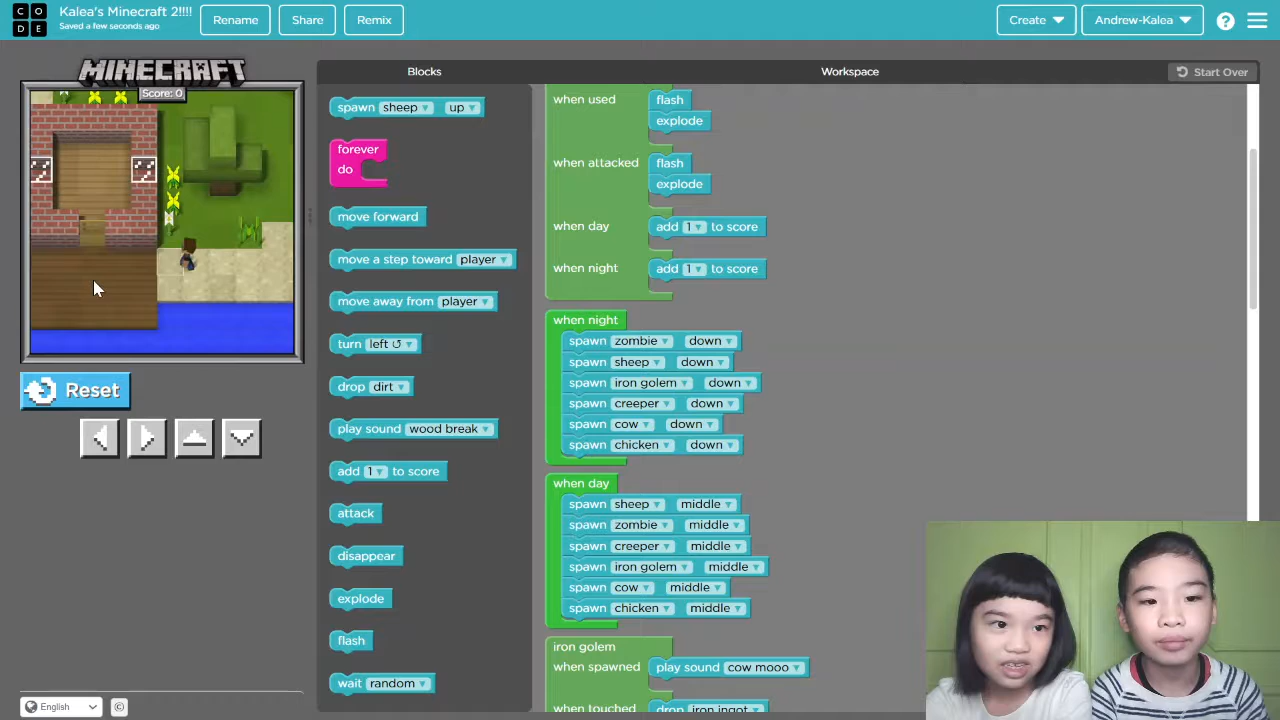 CODE
Kalea's Minecraft 2!!!!
Saved a few seconds ago
Rename
Share
Remix
Create
Andrew-Kalea
?
MINECRAFT
Score: 0
Reset
English
©
Blocks
spawn sheep up
forever
do
move forward
move a step toward player
move away from player
turn left ↺
drop dirt
play sound wood break
add 1 to score
attack
disappear
explode
flash
wait random
Workspace
Start Over
when used flash
explode
when attacked flash
explode
when day add 1 to score
when night add 1 to score
when night
spawn zombie down
spawn sheep down
spawn iron golem down
spawn creeper down
spawn cow down
spawn chicken down
when day
spawn sheep middle
spawn zombie middle
spawn creeper middle
spawn iron golem middle
spawn cow middle
spawn chicken middle
iron golem
when spawned play sound cow mooo
when touched drop iron ingot